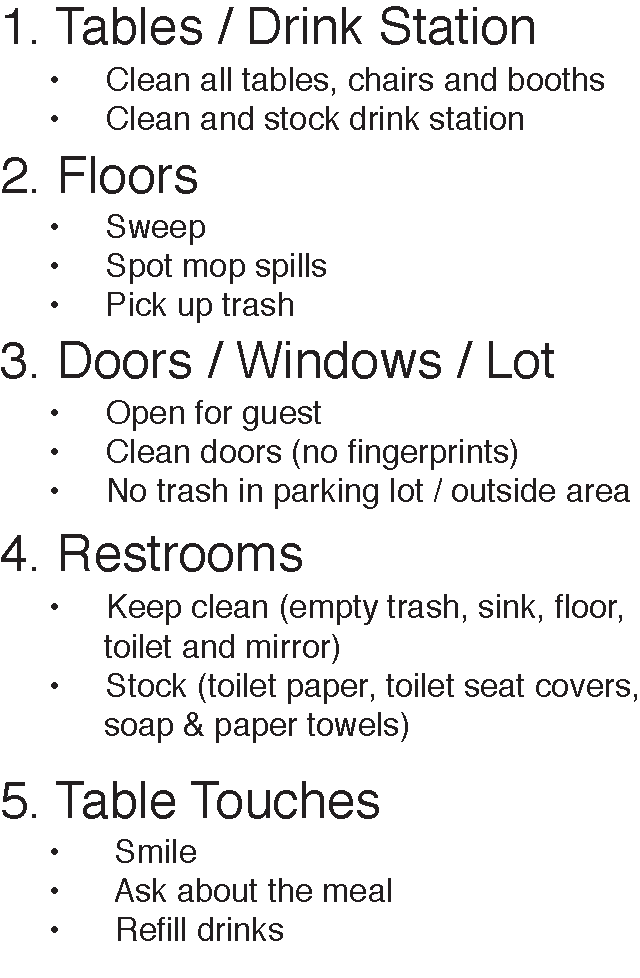 1. Tables / Drink Station
• Clean all tables, chairs and booths
• Clean and stock drink station
2. Floors
• Sweep
• Spot mop spills
• Pick up trash
3. Doors / Windows / Lot
• Open for guest
• Clean doors (no fingerprints)
• No trash in parking lot / outside area
4. Restrooms
• Keep clean (empty trash, sink, floor,
toilet and mirror)
• Stock (toilet paper, toilet seat covers,
soap & paper towels)
5. Table Touches
• Smile
• Ask about the meal
• Refill drinks